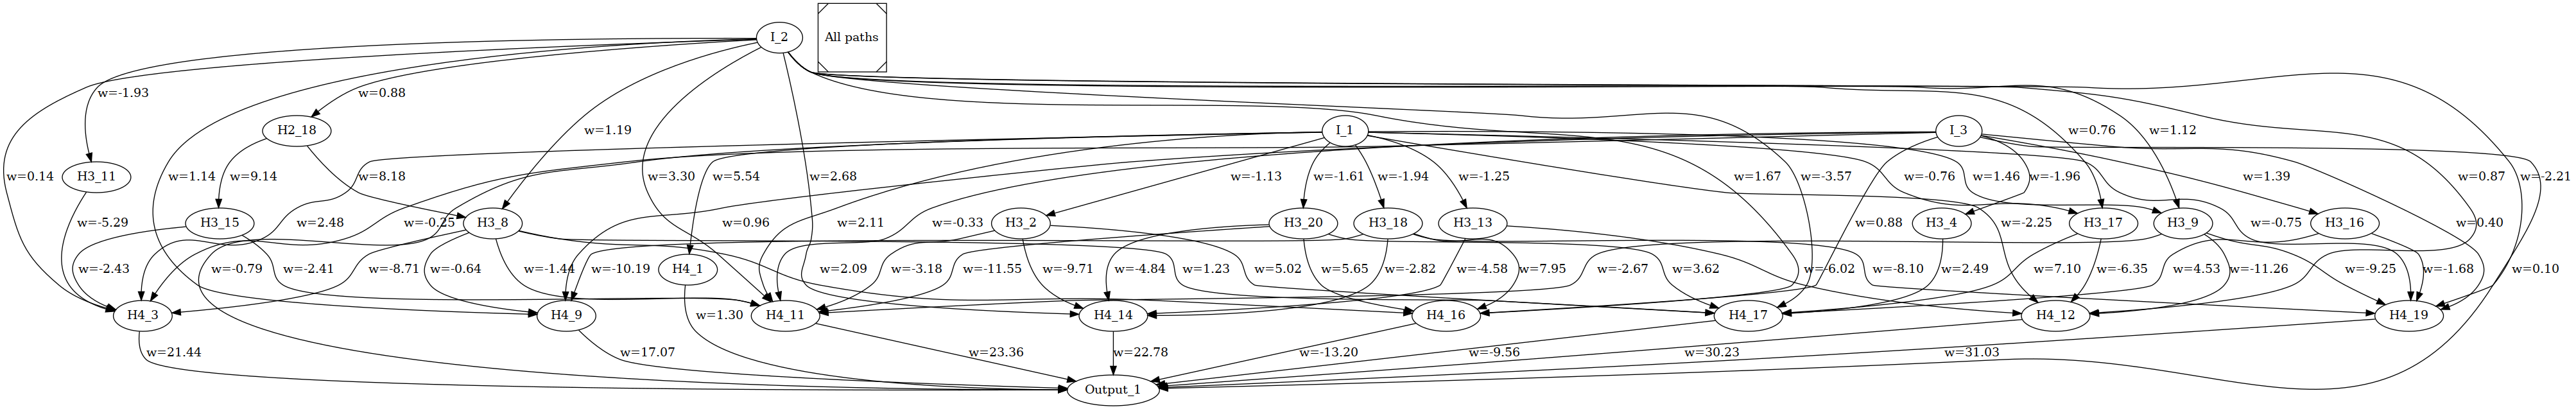 I_2
All paths
w=-1.93
w=0.88
H2_18
w=1.19
I_1
I_3
w=0.76
w=1.12
w=0.14
H3_11
w=1.14
w=9.14
w=8.18
w=3.30
w=5.54
w=2.68
w=-1.13
w=-1.61
w=-1.94
w=-1.25
w=1.67
w=-3.57
w=-0.76
w=1.46
w=-1.96
w=1.39
w=0.87
w=-2.21
w=-5.29
H3_15
w=2.48
w=-0.25
H3_8
w=0.96
w=2.11
w=-0.33
H3_2
H3_20
H3_18
H3_13
w=0.88
H3_4
w=-2.25
H3_17
H3_9
w=-0.75
H3_16
w=0.40
w=-2.43
w=-0.79
w=-2.41
w=-8.71
w=-0.64
w=-1.44
w=-10.19
H4_1
w=2.09
w=-3.18
w=-11.55
w=-9.71
w=-4.84
w=1.23
w=5.02
w=5.65
w=-2.82
w=-4.58
w=7.95
w=-2.67
w=3.62
w=-6.02
w=-8.10
w=2.49
w=7.10
w=-6.35
w=4.53
w=-11.26
w=-9.25
w=-1.68
w=0.10
H4_3
H4_9
w=1.30
H4_11
H4_14
H4_16
H4_17
H4_12
H4_19
w=21.44
w=17.07
w=23.36
w=22.78
w=-13.20
w=-9.56
w=30.23
w=31.03
Output_1